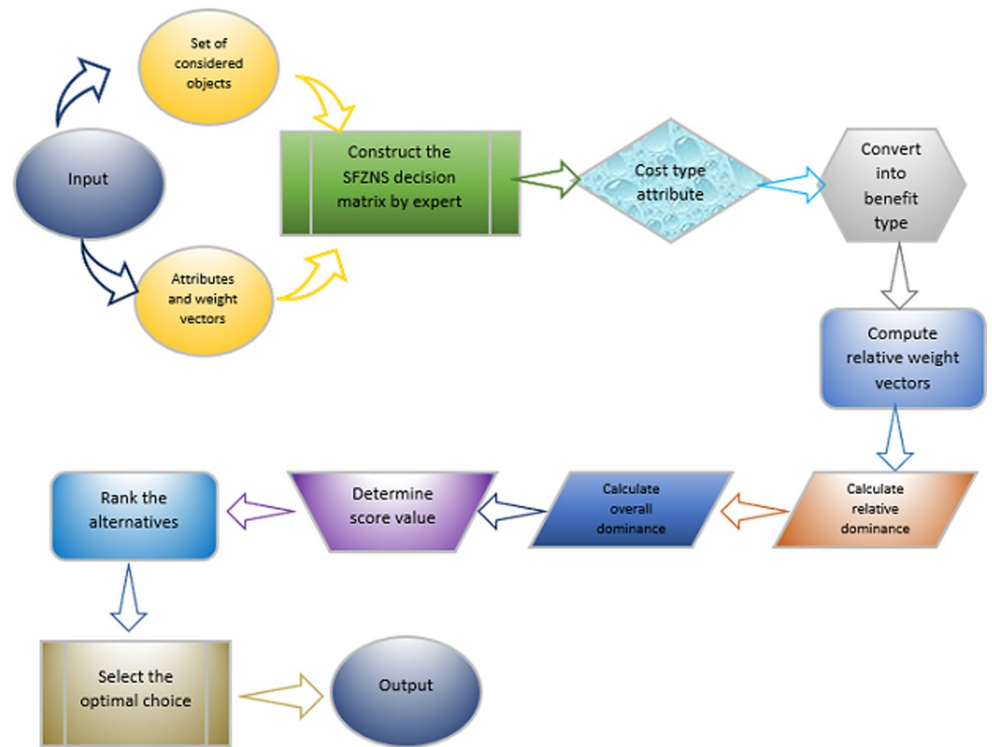 Set of
considered
objects
Input
Attributes
and weight
vectors
Construct the
SFZNS decision
matrix by expert
Cost type
attribute
Convert
into
benefit
type
Compute
relative weight
vectors
Calculate
relative
dominance
Calculate
overall
dominance
Determine
score value
Rank the
alternatives
Select the
optimal choice
Output